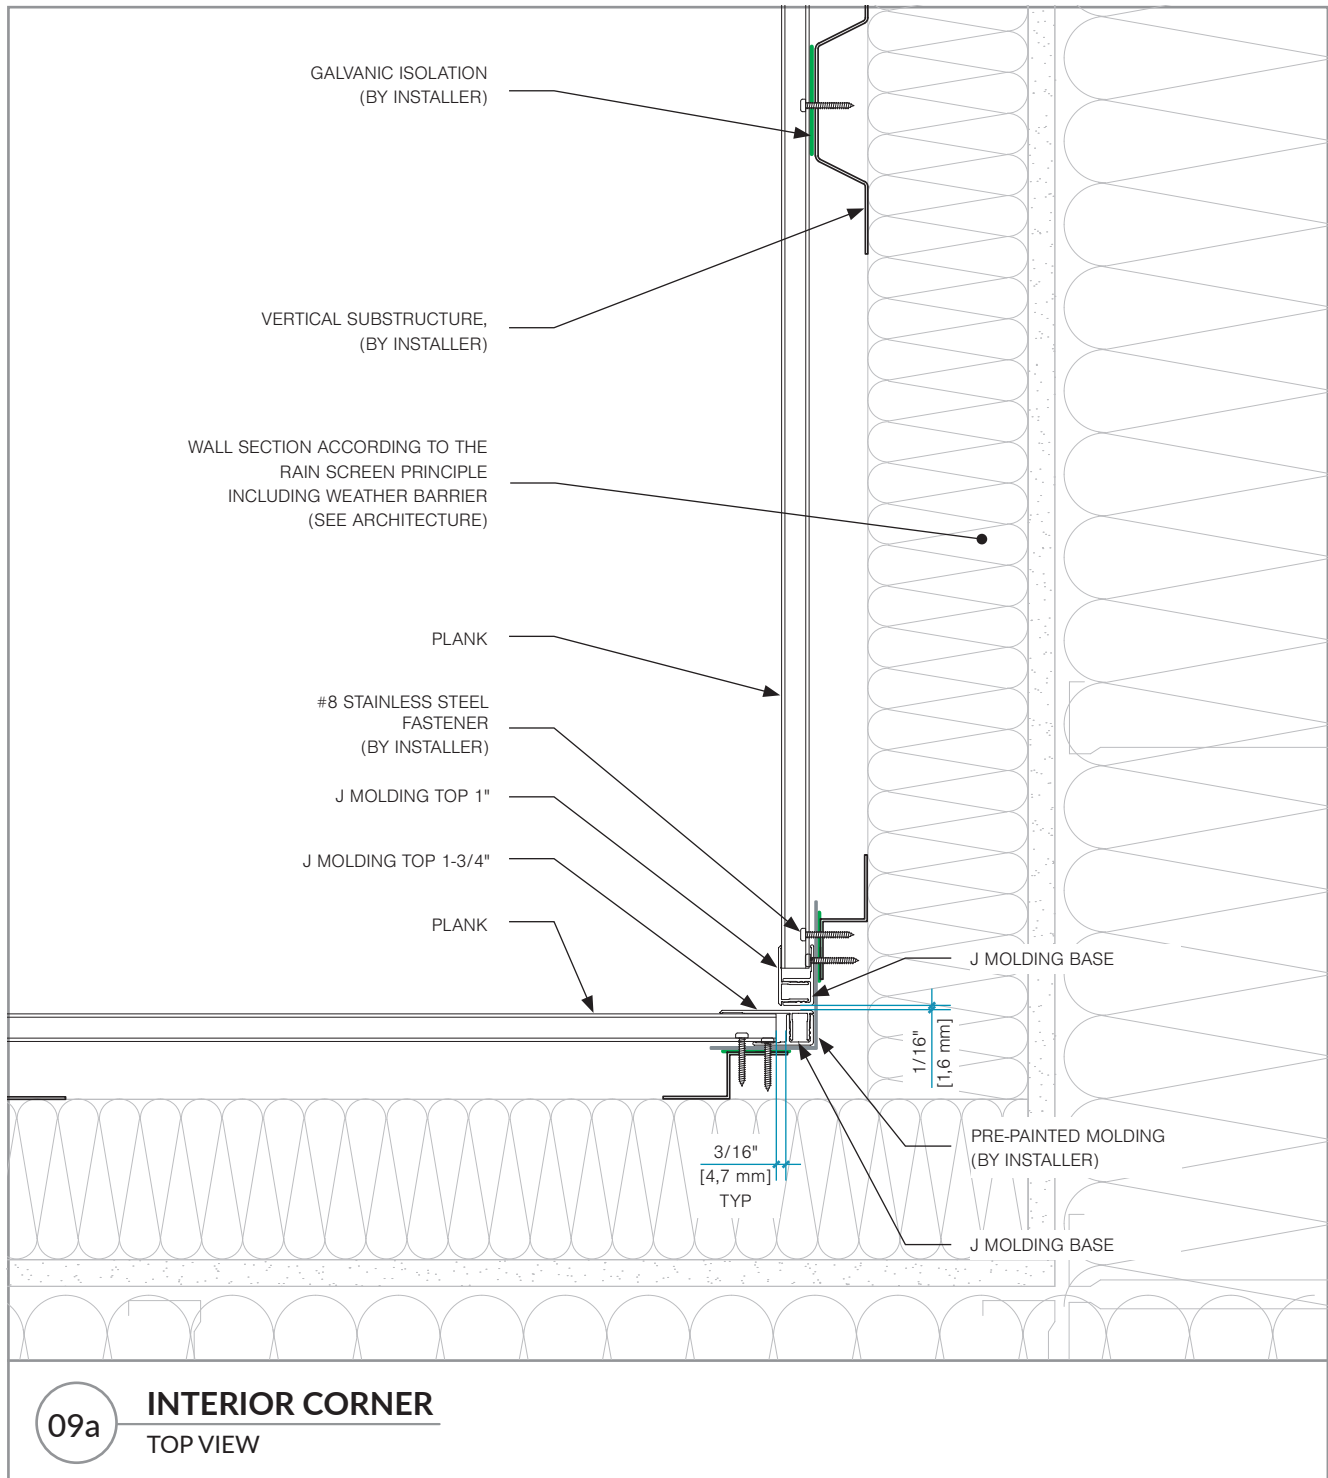 GALVANIC ISOLATION
(BY INSTALLER)
VERTICAL SUBSTRUCTURE,
(BY INSTALLER)
WALL SECTION ACCORDING TO THE
RAIN SCREEN PRINCIPLE
INCLUDING WEATHER BARRIER
(SEE ARCHITECTURE)
PLANK
#8 STAINLESS STEEL
FASTENER
(BY INSTALLER)
J MOLDING TOP 1"
J MOLDING TOP 1-3/4"
PLANK
J MOLDING BASE
1/16"
[1,6 mm]
PRE-PAINTED MOLDING
(BY INSTALLER)
3/16"
[4,7 mm]
TYP
J MOLDING BASE
09a
INTERIOR CORNER
TOP VIEW